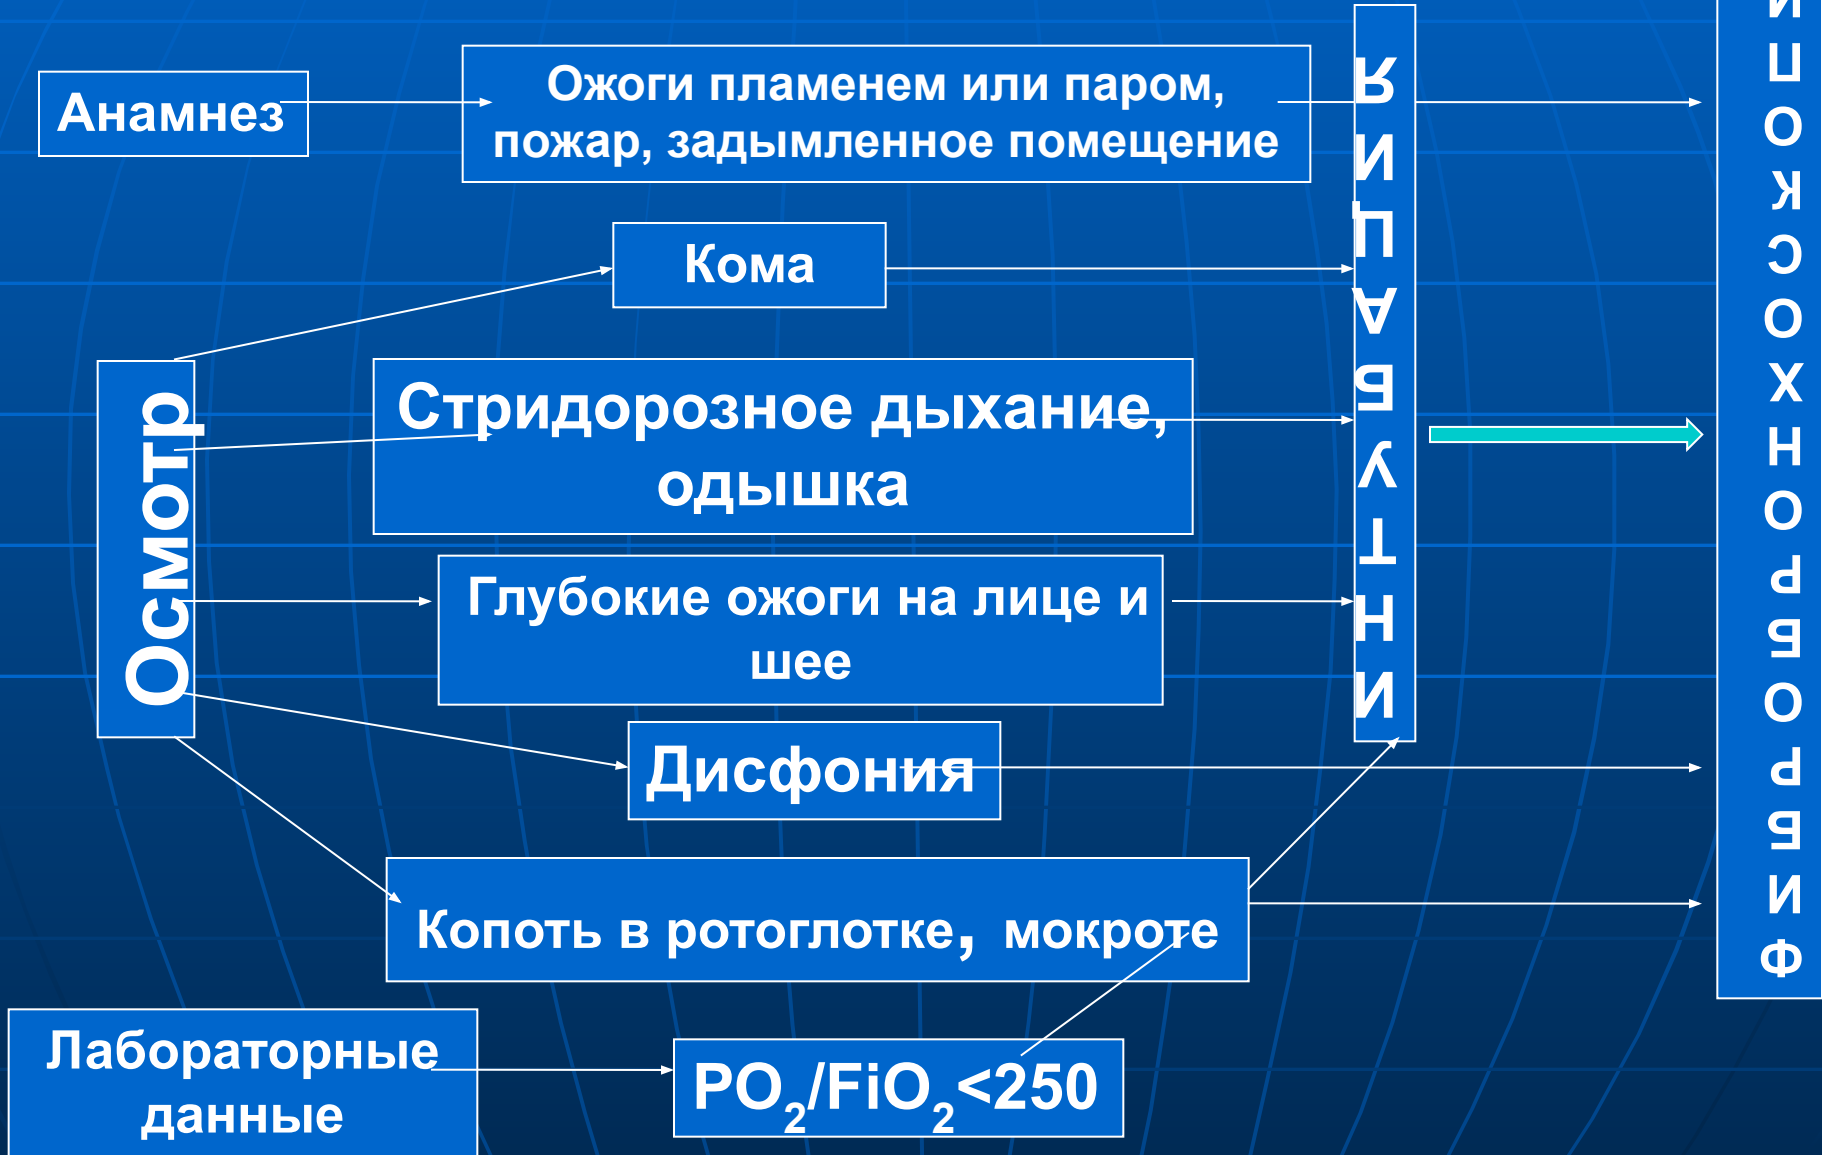 Анамнез
Ожоги пламенем или паром,
пожар, задымленное помещение
Кома
Осмотр
Стридорозное дыхание,
одышка
Глубокие ожоги на лице и
шее
Дисфония
Копоть в ротоглотке, мокроте
Лабораторные
данные
PO₂/FiO₂<250
ИНТУБАЦИЯ
ФИБРОБРОНХОСКОПИ